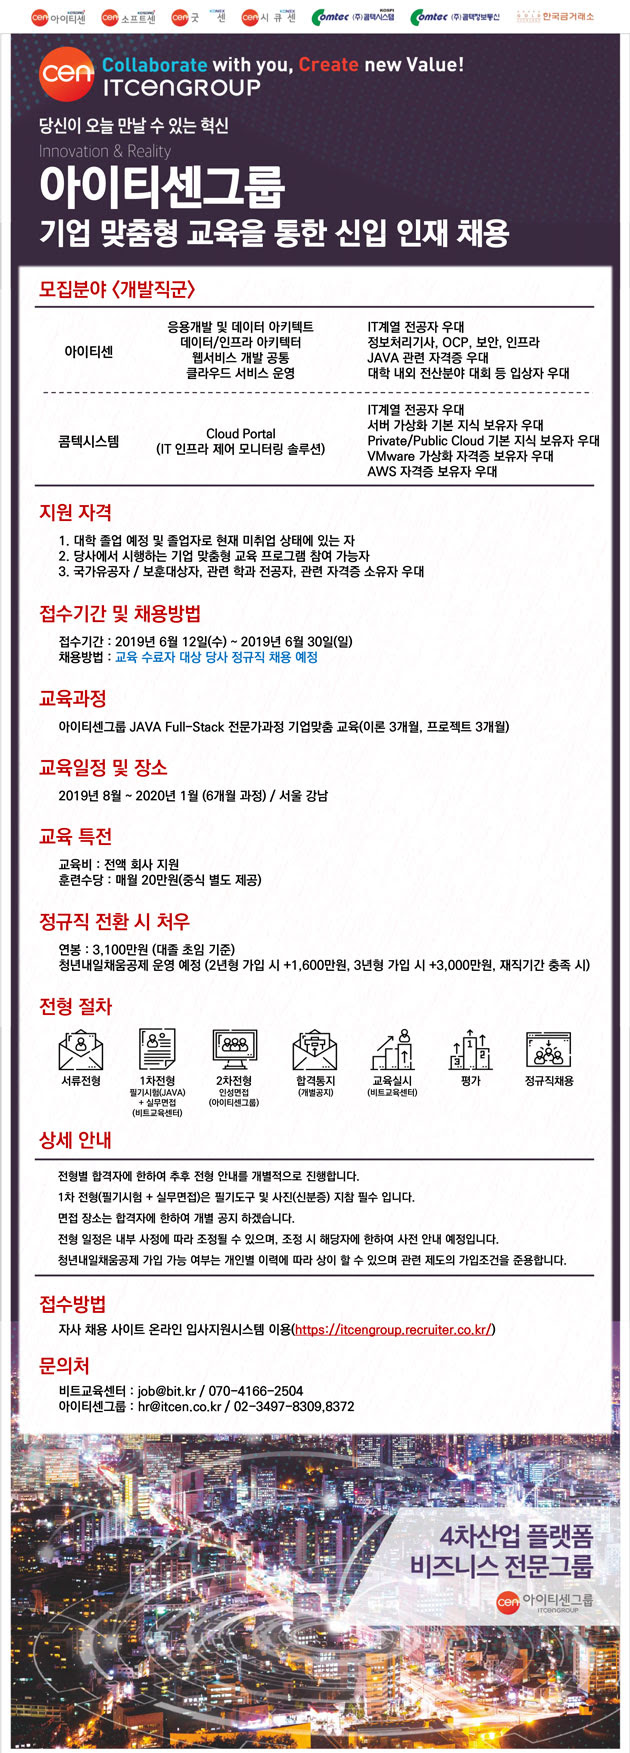 cen 아이티센 KOSDAQ
cen 소프트센 KOSDAQ
cen 굿센 KONEX
cen 시큐센 KONEX
Comtec (주)콤텍시스템 KOSPI
Comtec (주)콤텍정보통신
한국금거래소
cen Collaborate with you, Create new Value!
ITCENGROUP
당신이 오늘 만날 수 있는 혁신
Innovation & Reality
아이티센그룹
기업 맞춤형 교육을 통한 신입 인재 채용
모집분야 <개발직군>
아이티센
응용개발 및 데이터 아키텍트
데이터/인프라 아키텍터
웹서비스 개발 공통
클라우드 서비스 운영
IT계열 전공자 우대
정보처리기사, OCP, 보안, 인프라
JAVA 관련 자격증 우대
대학 내외 전산분야 대회 등 입상자 우대
콤텍시스템
Cloud Portal
(IT 인프라 제어 모니터링 솔루션)
IT계열 전공자 우대
서버 가상화 기본 지식 보유자 우대
Private/Public Cloud 기본 지식 보유자 우대
VMware 가상화 자격증 보유자 우대
AWS 자격증 보유자 우대
지원 자격
1. 대학 졸업 예정 및 졸업자로 현재 미취업 상태에 있는 자
2. 당사에서 시행하는 기업 맞춤형 교육 프로그램 참여 가능자
3. 국가유공자 / 보훈대상자, 관련 학과 전공자, 관련 자격증 소유자 우대
접수기간 및 채용방법
접수기간 : 2019년 6월 12일(수) ~ 2019년 6월 30일(일)
채용방법 : 교육 수료자 대상 당사 정규직 채용 예정
교육과정
아이티센그룹 JAVA Full-Stack 전문가과정 기업맞춤 교육(이론 3개월, 프로젝트 3개월)
교육일정 및 장소
2019년 8월 ~ 2020년 1월 (6개월 과정) / 서울 강남
교육 특전
교육비 : 전액 회사 지원
훈련수당 : 매월 20만원(중식 별도 제공)
정규직 전환 시 처우
연봉 : 3,100만원 (대졸 초임 기준)
청년내일채움공제 운영 예정 (2년형 가입 시 +1,600만원, 3년형 가입 시 +3,000만원, 재직기간 충족 시)
전형 절차
서류전형
1차전형
필기시험(JAVA)
+ 실무면접
(비트교육센터)
2차전형
인성면접
(아이티센그룹)
합격통지
(개별공지)
교육실시
(비트교육센터)
3 1 2
평가
정규직채용
상세 안내
전형별 합격자에 한하여 추후 전형 안내를 개별적으로 진행합니다.
1차 전형(필기시험 + 실무면접)은 필기도구 및 사진(신분증) 지참 필수 입니다.
면접 장소는 합격자에 한하여 개별 공지 하겠습니다.
전형 일정은 내부 사정에 따라 조정될 수 있으며, 조정 시 해당자에 한하여 사전 안내 예정입니다.
청년내일채움공제 가입 가능 여부는 개인별 이력에 따라 상이 할 수 있으며 관련 제도의 가입조건을 준용합니다.
접수방법
자사 채용 사이트 온라인 입사지원시스템 이용(https://itcengroup.recruiter.co.kr/)
문의처
비트교육센터 : job@bit.kr / 070-4166-2504
아이티센그룹 : hr@itcen.co.kr / 02-3497-8309,8372
4차산업 플랫폼
비즈니스 전문그룹
cen 아이티센그룹
ITCENGROUP